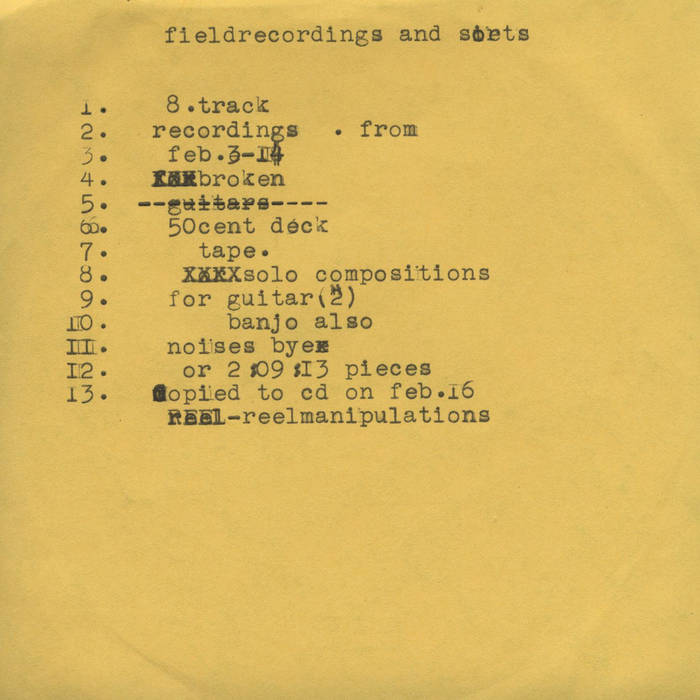 fieldrecordings and sorts
1. 8.track
2. recordings . from
3. feb.3-14
4. broken
5. --guitars----
6. 50cent deck
7. tape.
8. XXXXsolo compositions
9. for guitar(2)
10. banjo also
11. noises bye
12. or 2:09:13 pieces
13. copied to cd on feb.16
reel-reelmanipulations